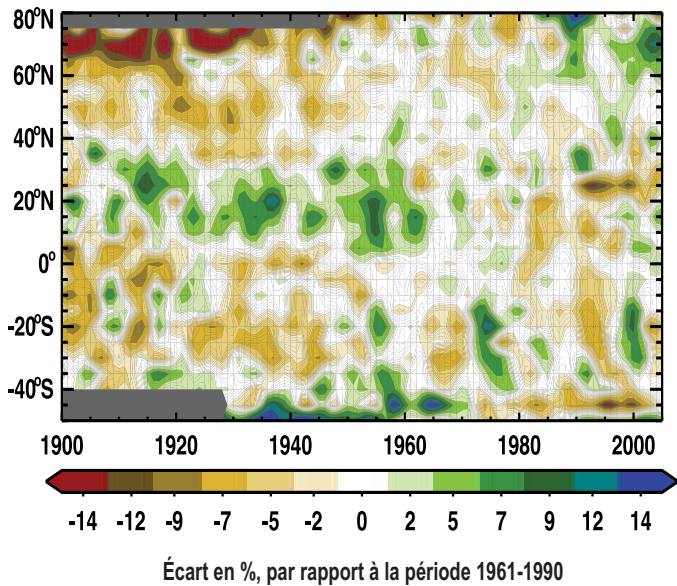 80°N
60°N
40°N
20°N
0°
-20°S
-40°S
1900 1920 1940 1960 1980 2000
-14 -12 -9 -7 -5 -2 0 2 5 7 9 12 14
Écart en %, par rapport à la période 1961-1990